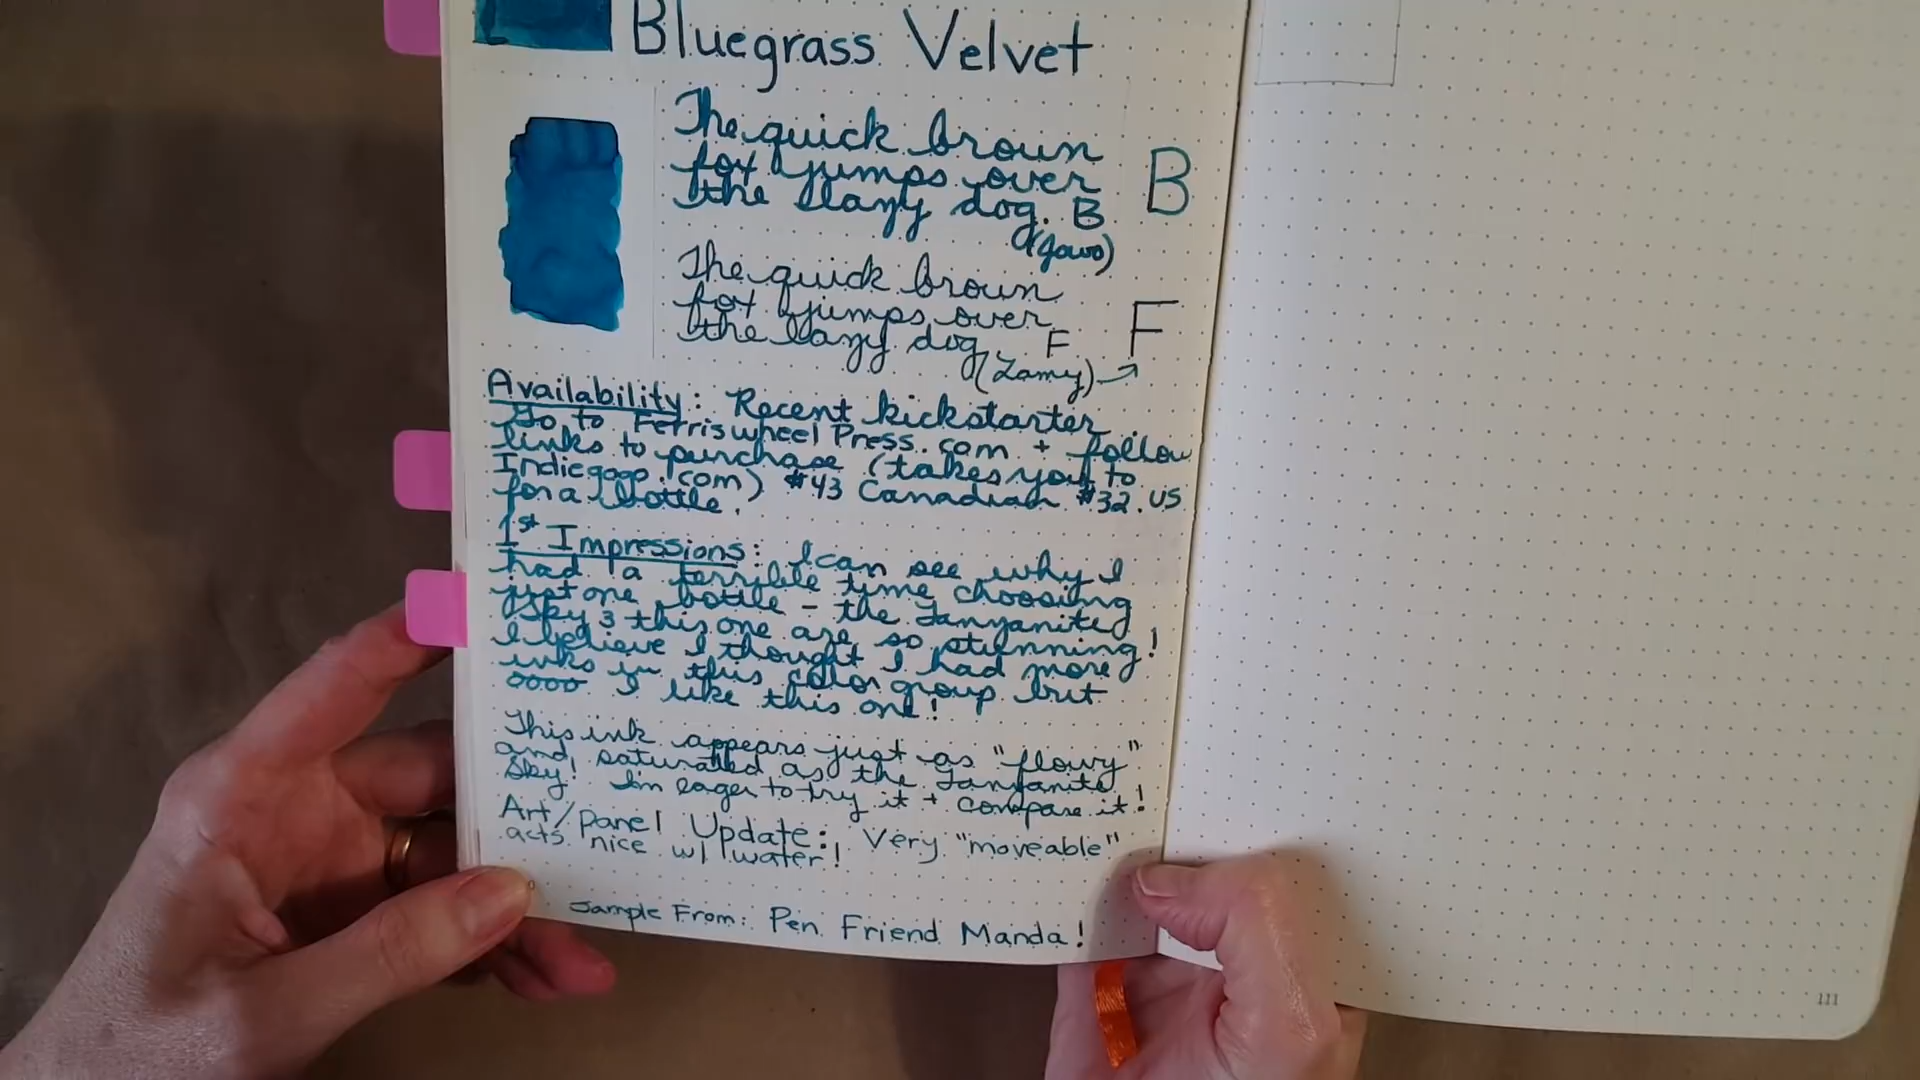 Bluegrass Velvet
The quick brown
fox jumps over
the lazy dog. B
(Jowo)
B
The quick brown
fox jumps over
the lazy dog F
(Lamy)→
F
Availability: Recent kickstarter
Go to FerriswheelPress.com + follow
links to purchase (takes you to
Indiegogo.com) $43 Canadian $32.US
for a bottle.
1st Impressions: I can see why I
had a terrible time choosing
just one bottle - the Tanzanite
Sky & this one are so stunning!
I believe I thought I had more
inks in this color group but
oooo I like this one!
This ink appears just as "flowy"
and saturated as the Tanzanite
Sky! I'm eager to try it + compare it!
Art/panel Update: Very "moveable"
acts nice w/ water!
Sample From: Pen Friend Manda!
111